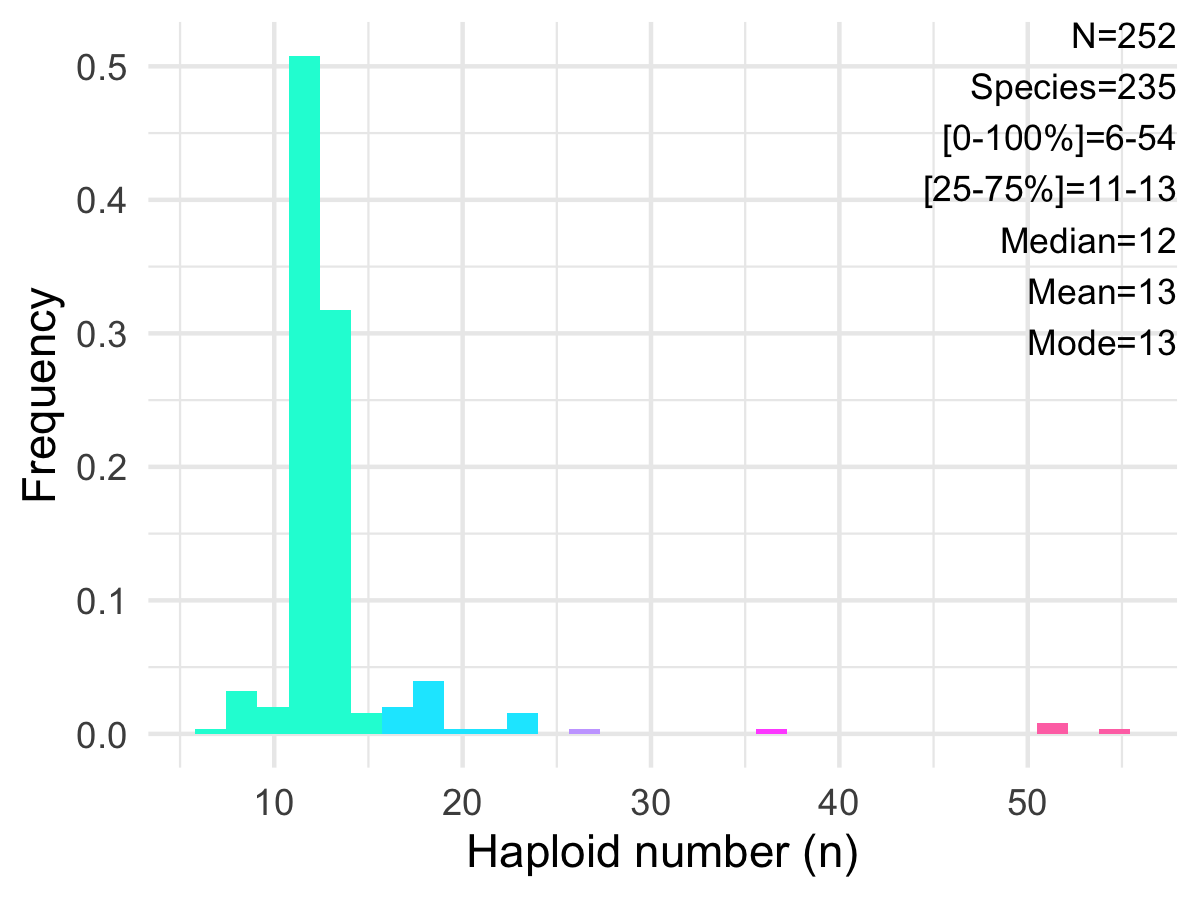 N=252
Species=235
[0-100%]=6-54
[25-75%]=11-13
Median=12
Mean=13
Mode=13
Frequency
0.5
0.4
0.3
0.2
0.1
0.0
10 20 30 40 50
Haploid number (n)